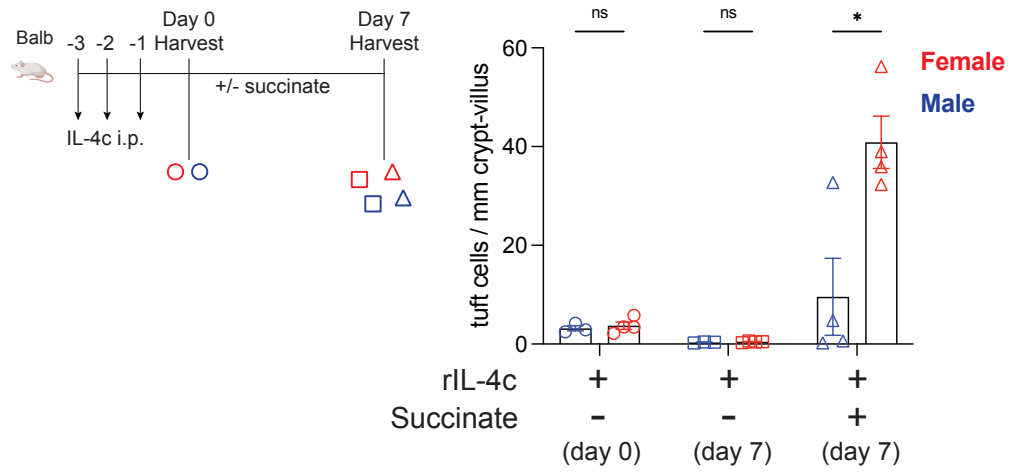 Day 0
Harvest
Day 7
Harvest
Balb
-3 -2 -1
+/- succinate
IL-4c i.p.
ns ns *
Female
Male
tuft cells / mm crypt-villus
60
40
20
0
rIL-4c + + +
Succinate - - +
(day 0) (day 7) (day 7)